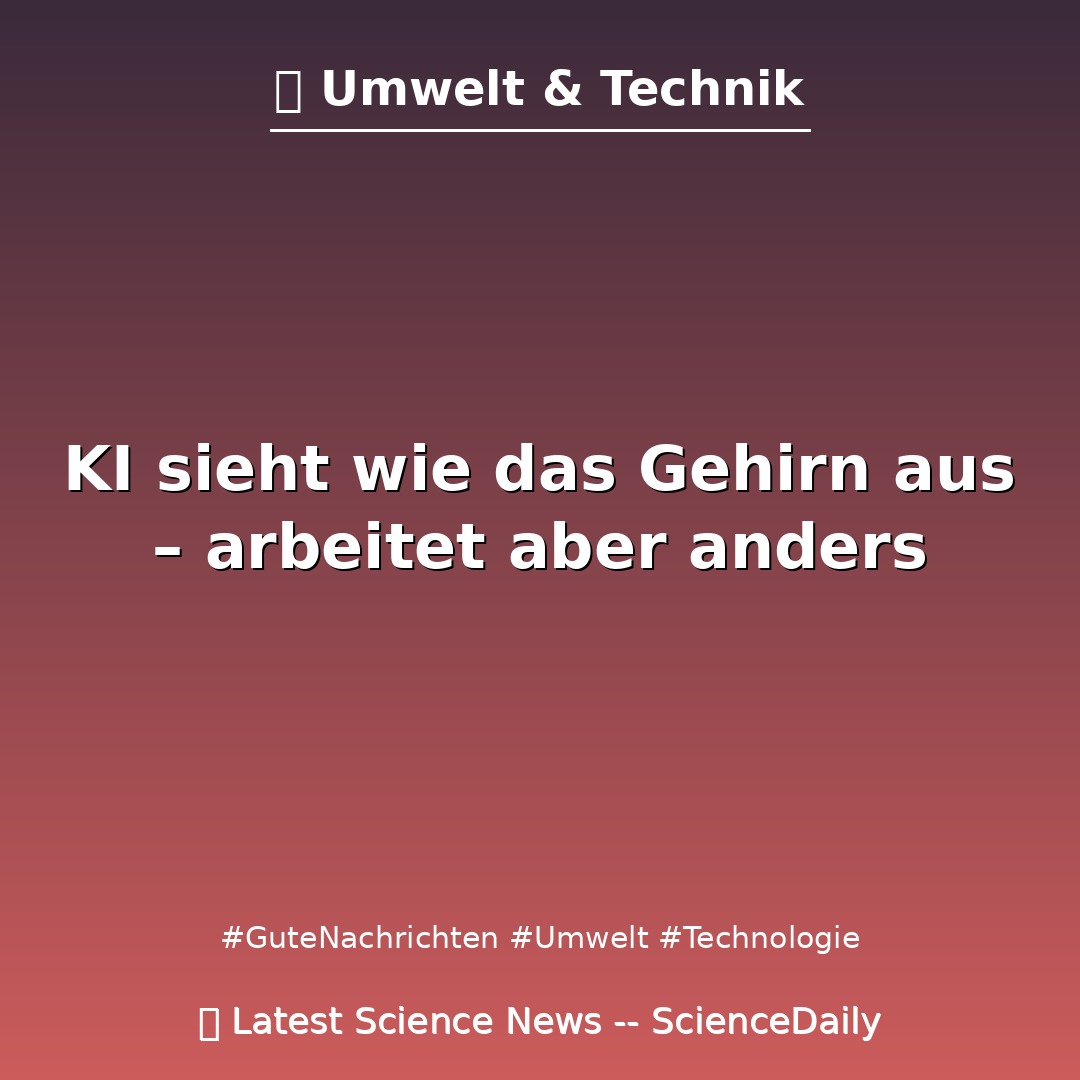 Umwelt & Technik
KI sieht wie das Gehirn aus
– arbeitet aber anders
#GuteNachrichten #Umwelt #Technologie
Latest Science News -- ScienceDaily